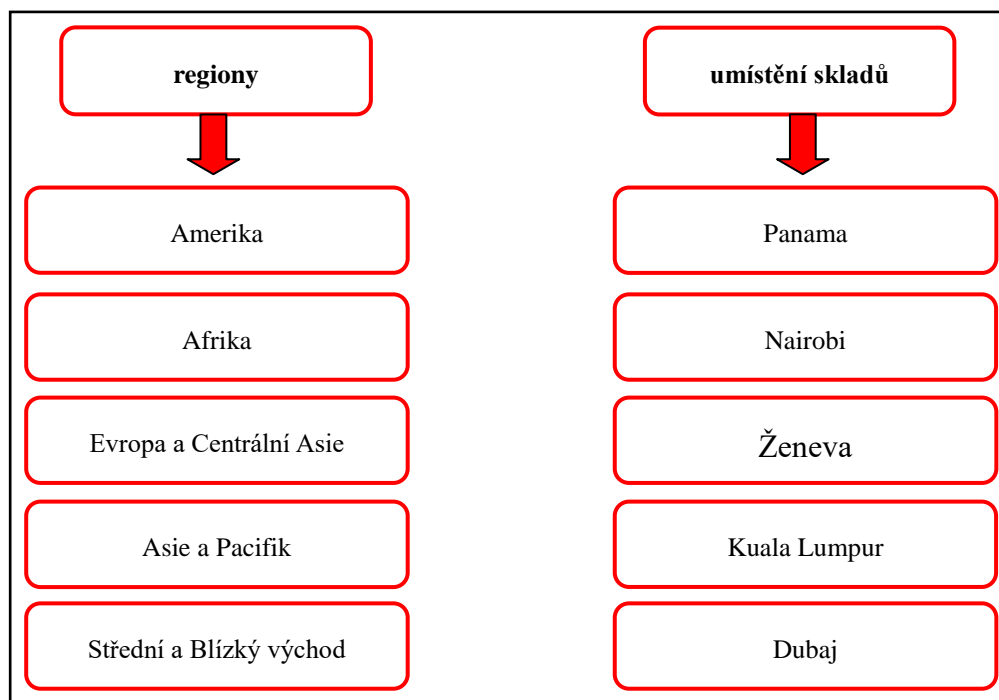 regiony
umístění skladů
Amerika
Panama
Afrika
Nairobi
Evropa a Centrální Asie
Ženeva
Asie a Pacifik
Kuala Lumpur
Střední a Blízký východ
Dubaj